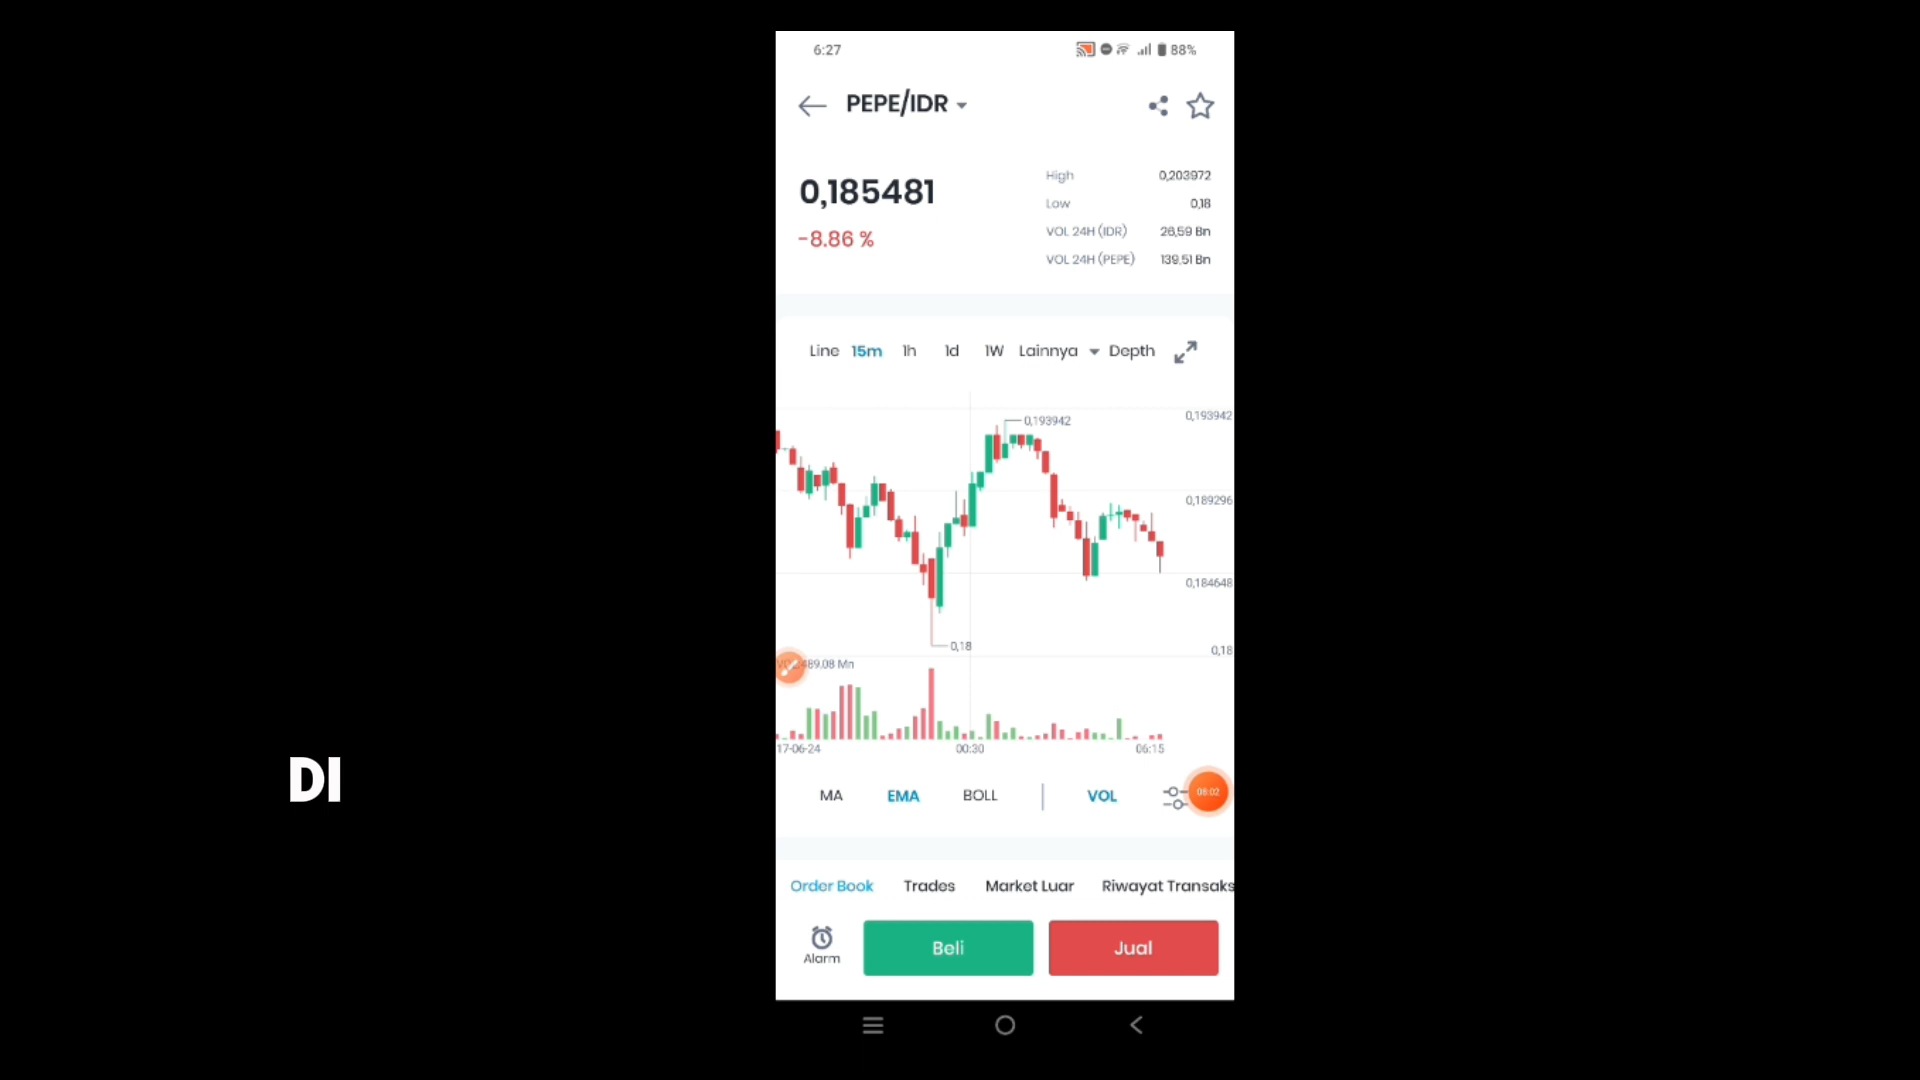 6:27
88%
PEPE/IDR
0,185481
-8.86 %
High 0,203972
Low 0,18
VOL 24H (IDR) 26,59 Bn
VOL 24H (PEPE) 139,51 Bn
Line 15m 1h 1d 1W Lainnya Depth
0,193942
0,193942
0,189296
0,184648
0,18
0,18
489,08 Mn
17-06-24 00:30 06:15
DI
MA EMA BOLL VOL
06:02
Order Book Trades Market Luar Riwayat Transaks
Alarm
Beli
Jual